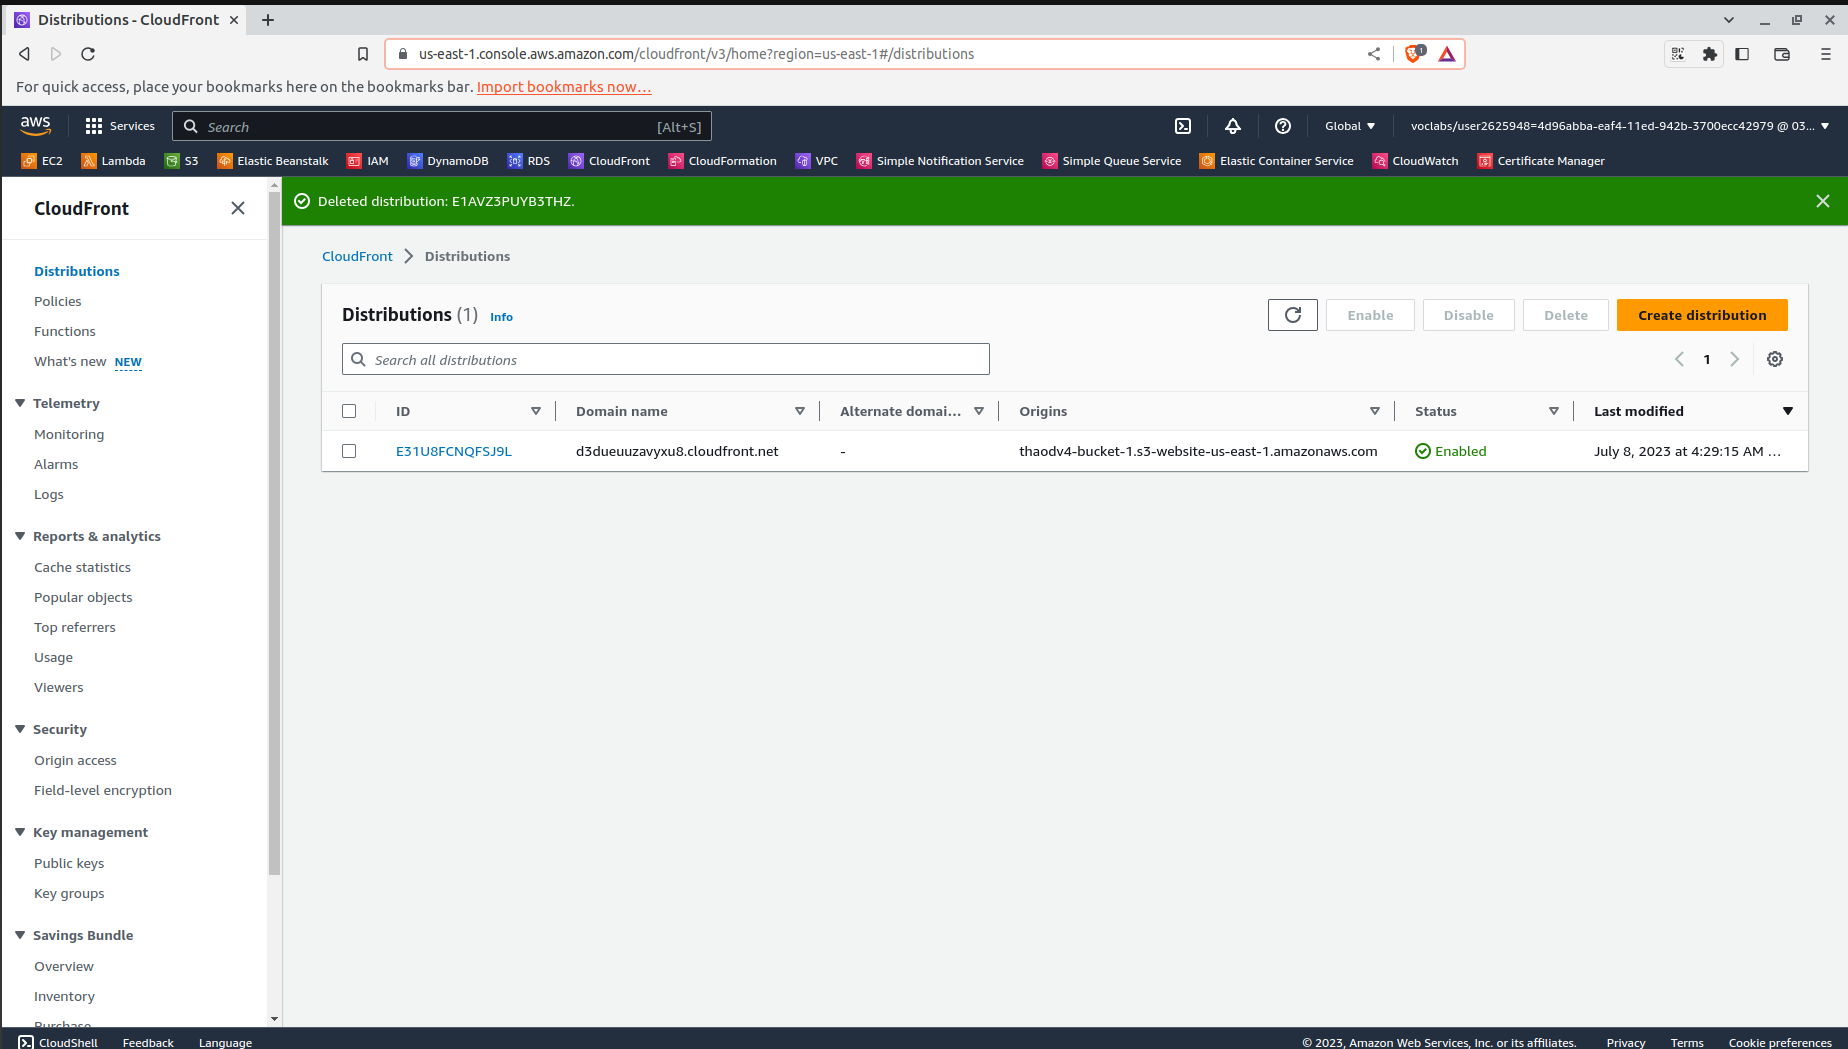 Distributions - CloudFront
us-east-1.console.aws.amazon.com/cloudfront/v3/home?region=us-east-1#/distributions
1
For quick access, place your bookmarks here on the bookmarks bar. Import bookmarks now...
aws
Services
Search
[Alt+S]
Global
voclabs/user2625948=4d96abba-eaf4-11ed-942b-3700ecc42979 @ 03...
EC2 Lambda S3 Elastic Beanstalk IAM DynamoDB RDS CloudFront CloudFormation VPC Simple Notification Service Simple Queue Service Elastic Container Service CloudWatch Certificate Manager
CloudFront
Distributions
Policies
Functions
What's new NEW
Telemetry
Monitoring
Alarms
Logs
Reports & analytics
Cache statistics
Popular objects
Top referrers
Usage
Viewers
Security
Origin access
Field-level encryption
Key management
Public keys
Key groups
Savings Bundle
Overview
Inventory
Purchase
Deleted distribution: E1AVZ3PUYB3THZ.
CloudFront Distributions
Distributions (1) Info
Enable
Disable
Delete
Create distribution
Search all distributions
1
ID Domain name Alternate domai... Origins Status Last modified
E31U8FCNQFSJ9L d3dueuuzavyxu8.cloudfront.net - thaodv4-bucket-1.s3-website-us-east-1.amazonaws.com Enabled July 8, 2023 at 4:29:15 AM ...
CloudShell Feedback Language © 2023, Amazon Web Services, Inc. or its affiliates. Privacy Terms Cookie preferences